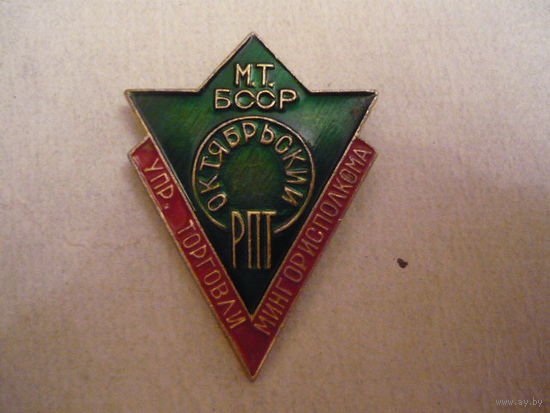 М.Т.
БССР
ОКТЯБРЬСКИЙ
РПТ
УПР. ТОРГОВЛИ
МИНГОРИСПОЛКОМА
www.ay.by